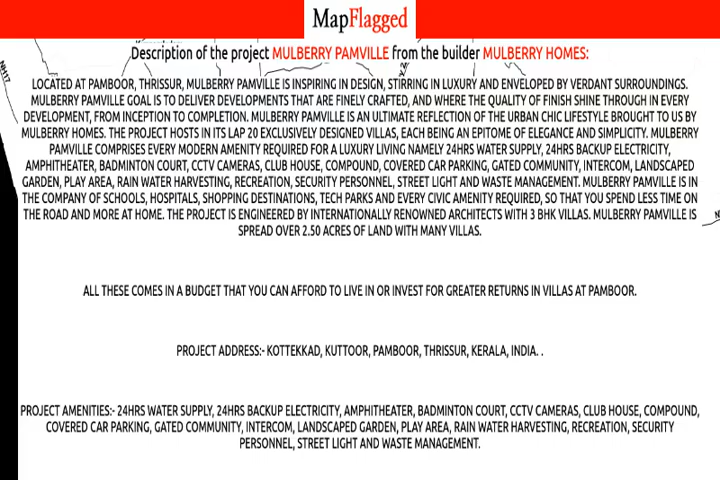 MapFlagged
Description of the project MULBERRY PAMVILLE from the builder MULBERRY HOMES:
NH17
LOCATED AT PAMBOOR, THRISSUR, MULBERRY PAMVILLE IS INSPIRING IN DESIGN, STIRRING IN LUXURY AND ENVELOPED BY VERDANT SURROUNDINGS.
MULBERRY PAMVILLE GOAL IS TO DELIVER DEVELOPMENTS THAT ARE FINELY CRAFTED, AND WHERE THE QUALITY OF FINISH SHINE THROUGH IN EVERY
DEVELOPMENT, FROM INCEPTION TO COMPLETION. MULBERRY PAMVILLE IS AN ULTIMATE REFLECTION OF THE URBAN CHIC LIFESTYLE BROUGHT TO US BY
MULBERRY HOMES. THE PROJECT HOSTS IN ITS LAP 20 EXCLUSIVELY DESIGNED VILLAS, EACH BEING AN EPITOME OF ELEGANCE AND SIMPLICITY. MULBERRY
PAMVILLE COMPRISES EVERY MODERN AMENITY REQUIRED FOR A LUXURY LIVING NAMELY 24HRS WATER SUPPLY, 24HRS BACKUP ELECTRICITY,
AMPHITHEATER, BADMINTON COURT, CCTV CAMERAS, CLUB HOUSE, COMPOUND, COVERED CAR PARKING, GATED COMMUNITY, INTERCOM, LANDSCAPED
GARDEN, PLAY AREA, RAIN WATER HARVESTING, RECREATION, SECURITY PERSONNEL, STREET LIGHT AND WASTE MANAGEMENT. MULBERRY PAMVILLE IS IN
THE COMPANY OF SCHOOLS, HOSPITALS, SHOPPING DESTINATIONS, TECH PARKS AND EVERY CIVIC AMENITY REQUIRED, SO THAT YOU SPEND LESS TIME ON
THE ROAD AND MORE AT HOME. THE PROJECT IS ENGINEERED BY INTERNATIONALLY RENOWNED ARCHITECTS WITH 3 BHK VILLAS. MULBERRY PAMVILLE IS
SPREAD OVER 2.50 ACRES OF LAND WITH MANY VILLAS.
ALL THESE COMES IN A BUDGET THAT YOU CAN AFFORD TO LIVE IN OR INVEST FOR GREATER RETURNS IN VILLAS AT PAMBOOR.
PROJECT ADDRESS:- KOTTEKKAD, KUTTOOR, PAMBOOR, THRISSUR, KERALA, INDIA. .
PROJECT AMENITIES:- 24HRS WATER SUPPLY, 24HRS BACKUP ELECTRICITY, AMPHITHEATER, BADMINTON COURT, CCTV CAMERAS, CLUB HOUSE, COMPOUND,
COVERED CAR PARKING, GATED COMMUNITY, INTERCOM, LANDSCAPED GARDEN, PLAY AREA, RAIN WATER HARVESTING, RECREATION, SECURITY
PERSONNEL, STREET LIGHT AND WASTE MANAGEMENT.